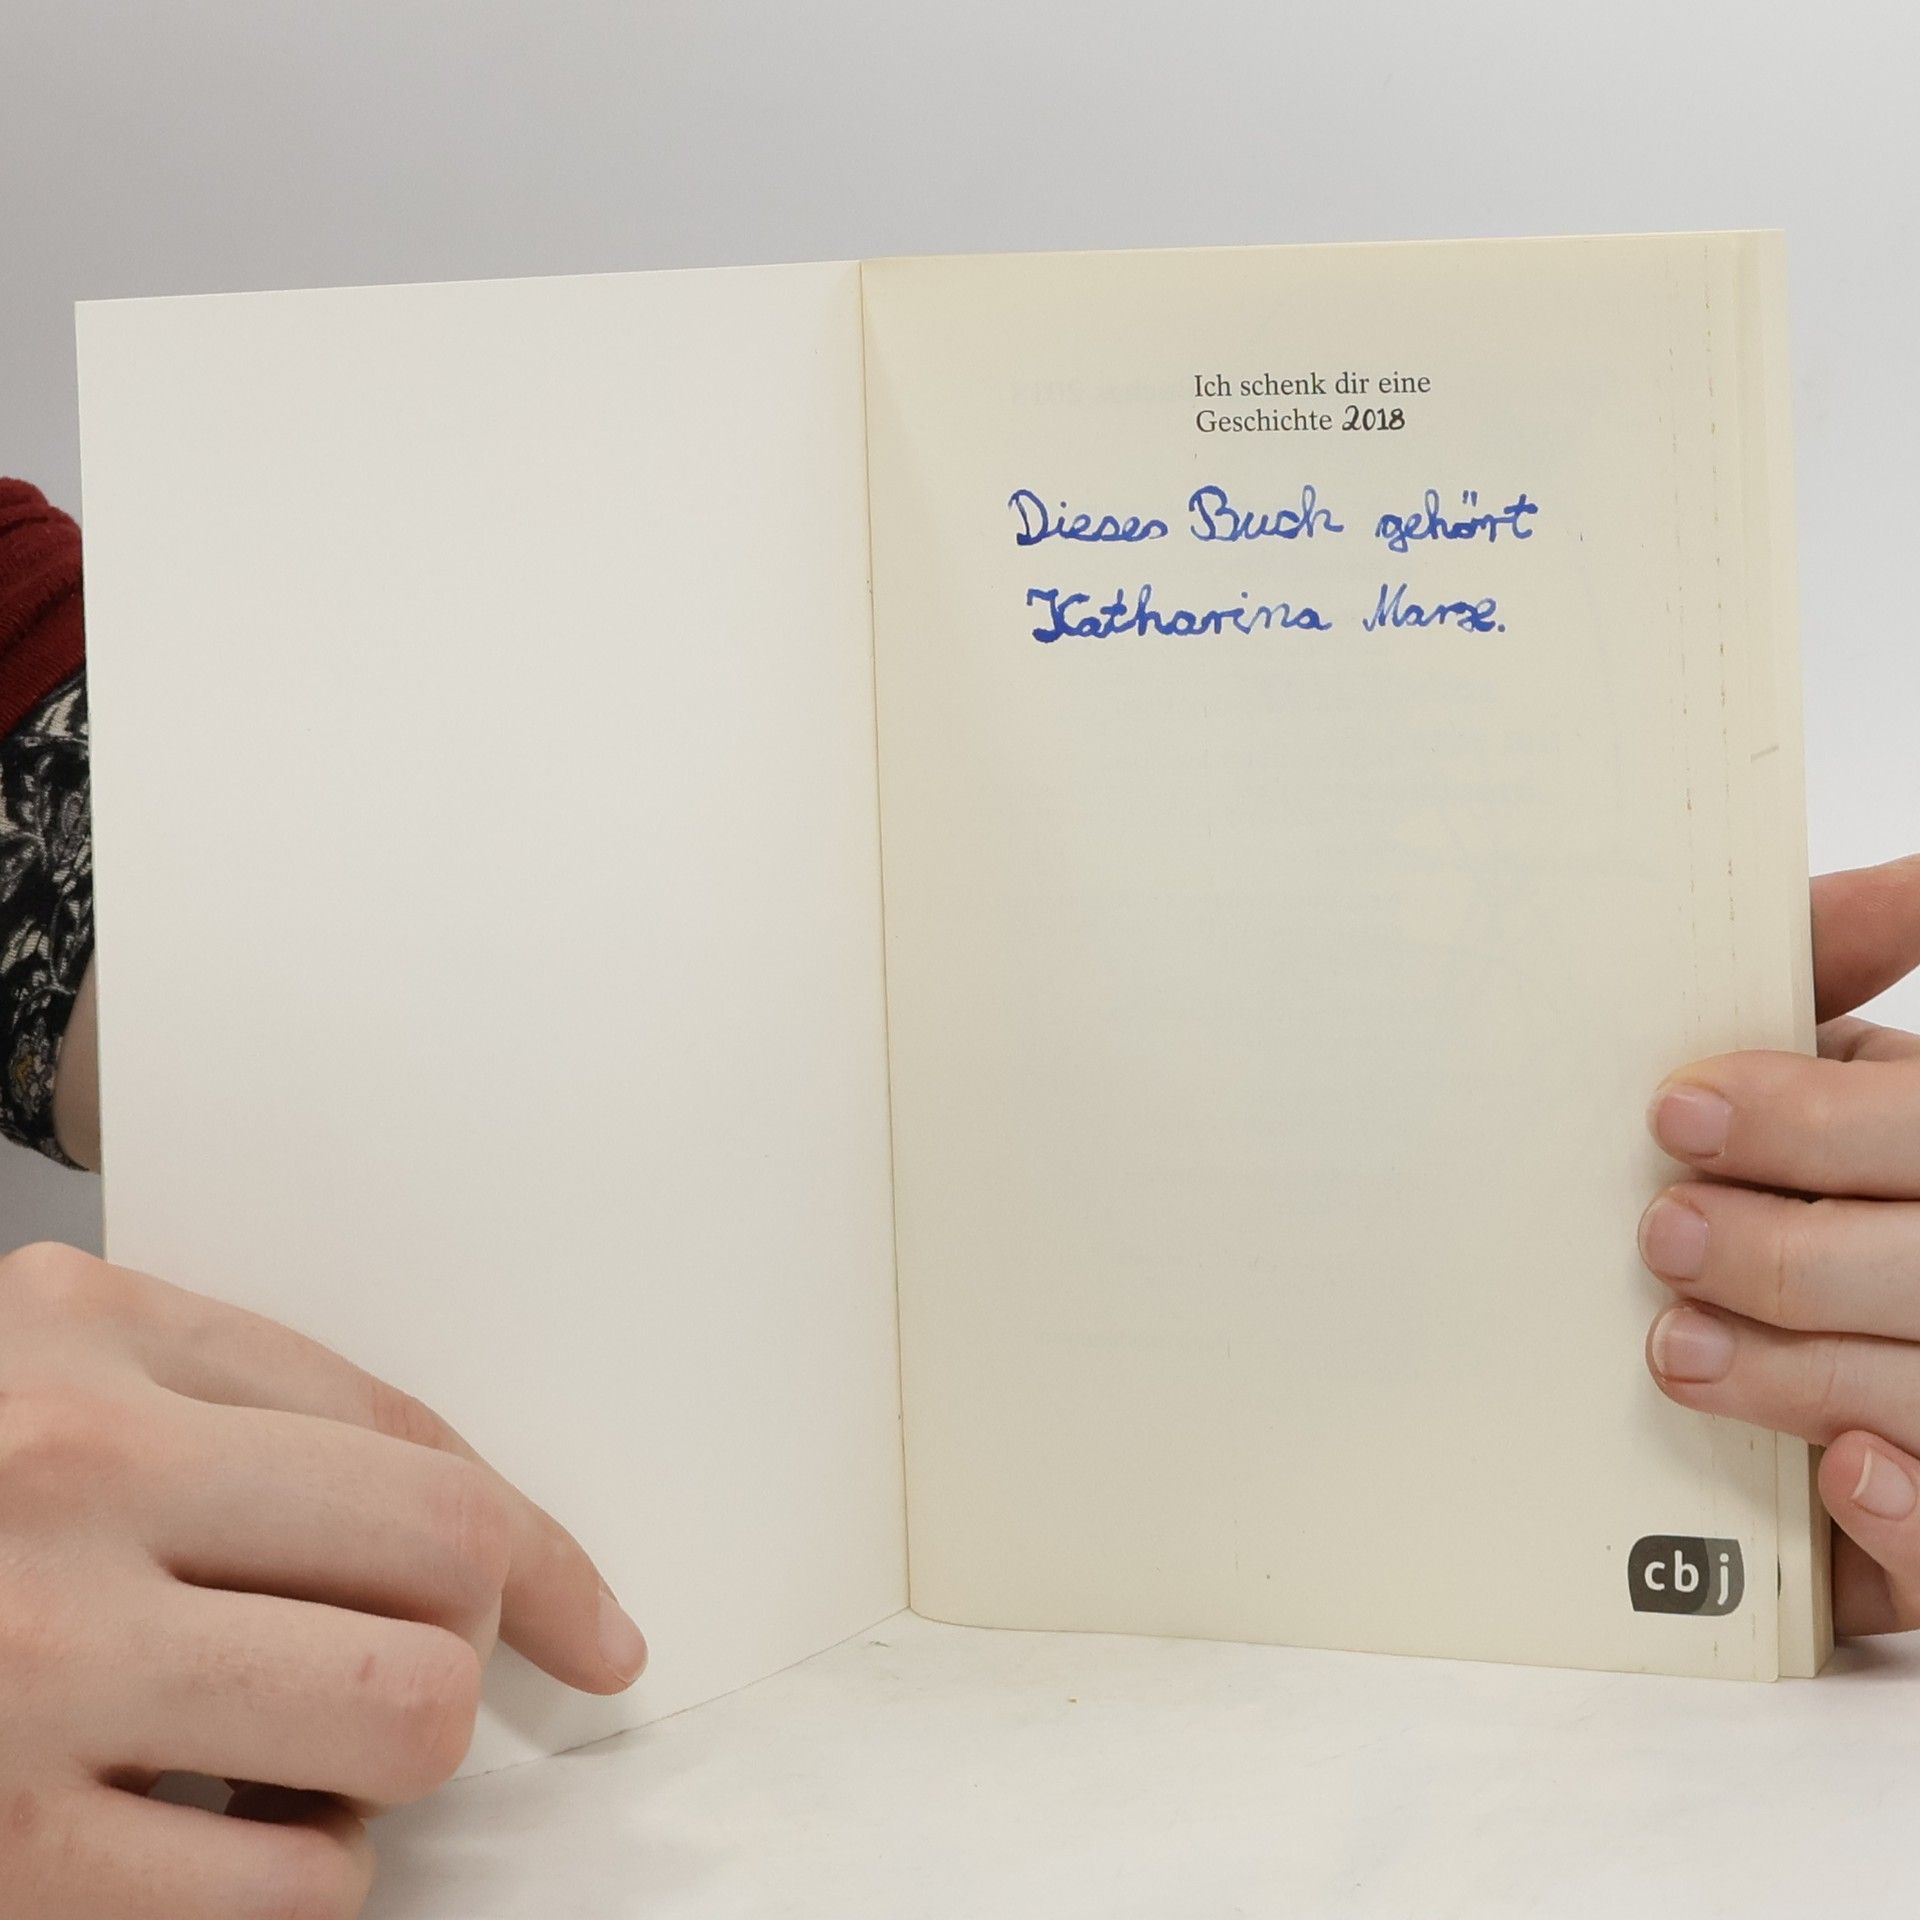 Ich schenk dir eine
Geschichte 2018
Dieses Buch gehört
Katharina
cbj